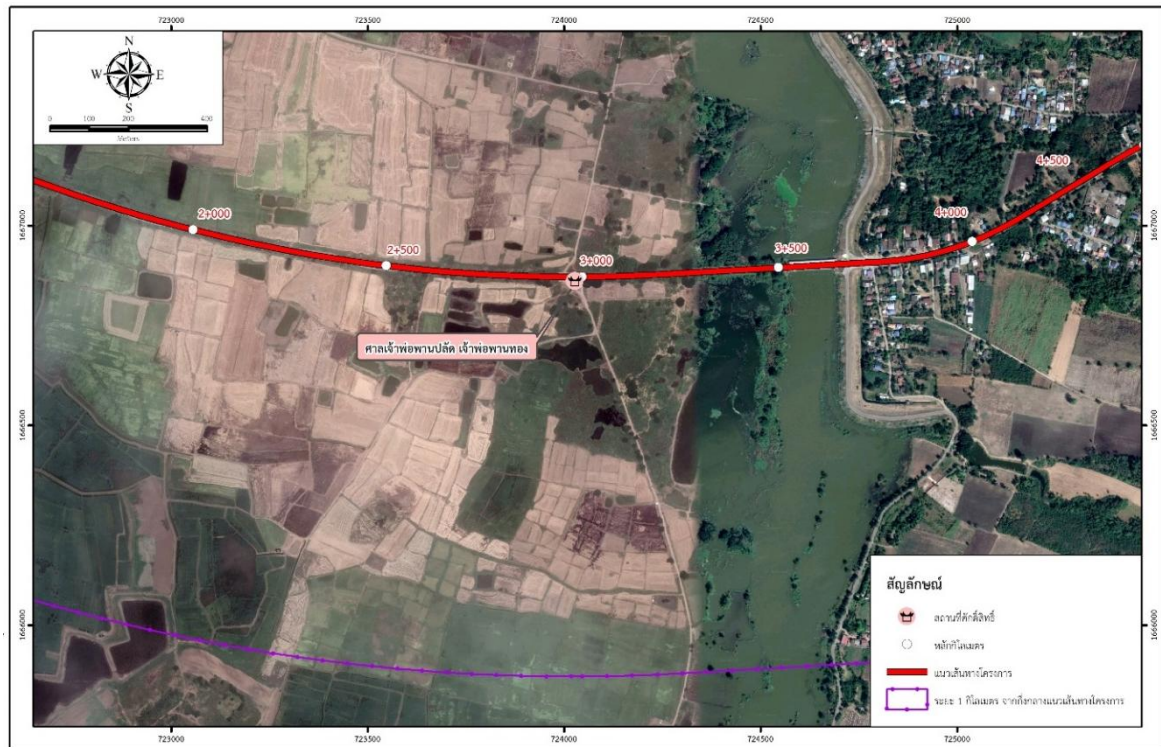 723000 723500 724000 724500 725000
N
W E
S
0 100 200 400
Meters
1667000 1667000
2+000
2+500
3+000
3+500
4+000
4+500
ศาลเจ้าพ่อพานปลัด เจ้าพ่อพานทอง
1666500 1666500
1666000 1666000
สัญลักษณ์
สถานที่ศักดิ์สิทธิ์
หลักกิโลเมตร
แนวเส้นทางโครงการ
ระยะ 1 กิโลเมตร จากกึ่งกลางแนวเส้นทางโครงการ
723000 723500 724000 724500 725000